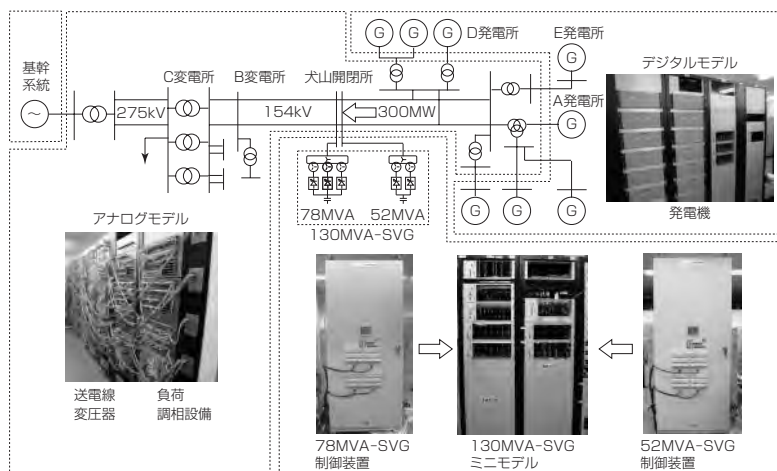 基幹
系統
～
275kV
C変電所
B変電所
154kV
犬山開閉所
300MW
G
G
G
D発電所
E発電所
G
A発電所
G
G
G
G
78MVA
52MVA
130MVA-SVG
デジタルモデル
発電機
アナログモデル
送電線
変圧器
負荷
調相設備
78MVA-SVG
制御装置
130MVA-SVG
ミニモデル
52MVA-SVG
制御装置